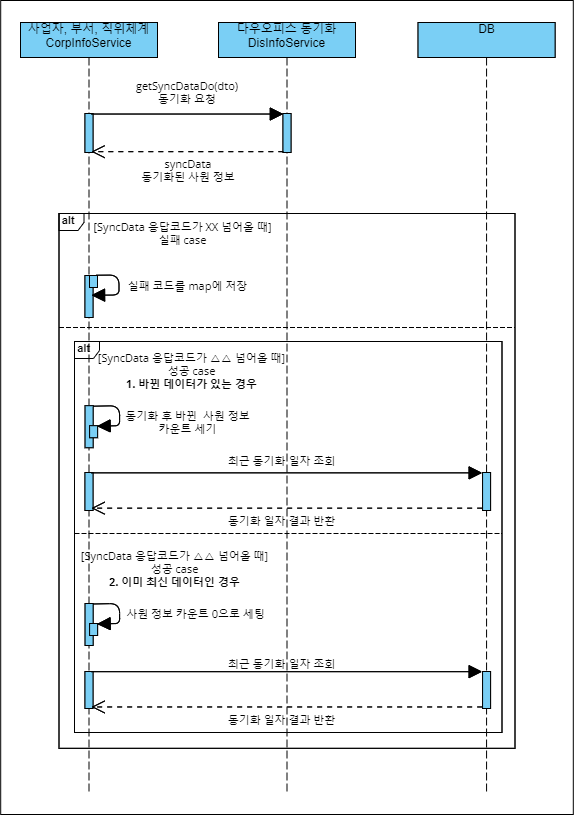 사업자, 부서, 직위체계
CorpInfoService
다우오피스 동기화
DisInfoService
DB
getSyncDataDo(dto)
동기화 요청
syncData
동기화된 사원 정보
alt
[SyncData 응답코드가 XX 넘어올 때]
실패 case
실패 코드를 map에 저장
alt
[SyncData 응답코드가 △△ 넘어올 때]
성공 case
1. 바뀐 데이터가 있는 경우
동기화 후 바뀐 사원 정보
카운트 세기
최근 동기화 일자 조회
동기화 일자 결과 반환
[SyncData 응답코드가 △△ 넘어올 때]
성공 case
2. 이미 최신 데이터인 경우
사원 정보 카운트 0으로 세팅
최근 동기화 일자 조회
동기화 일자 결과 반환